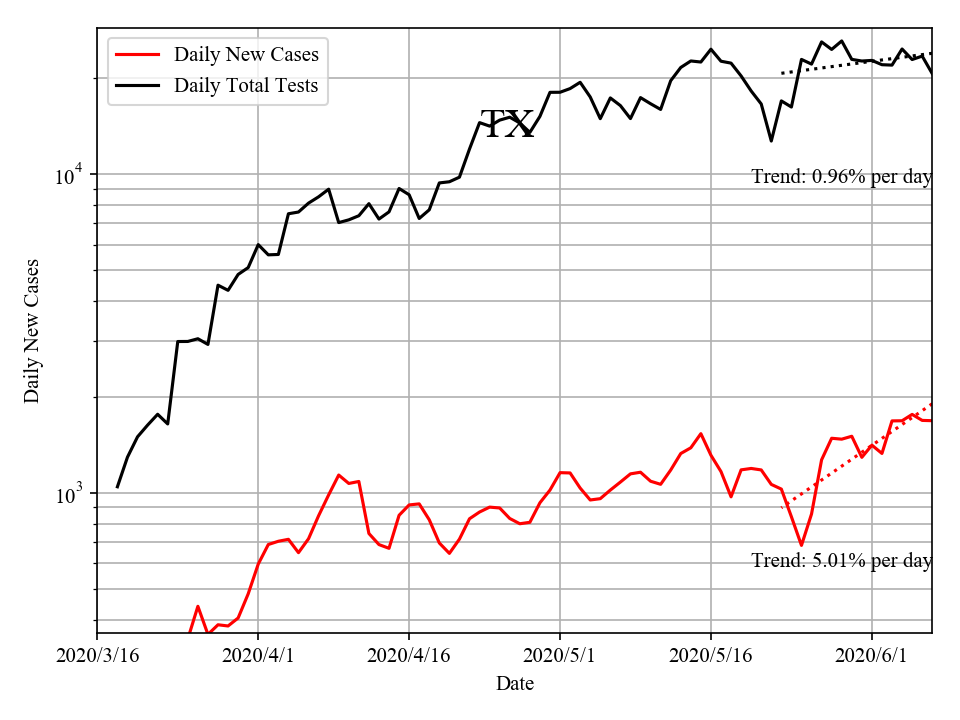 Daily New Cases
Daily Total Tests
TX
10^4
Trend: 0.96% per day
Daily New Cases
10^3
Trend: 5.01% per day
2020/3/16 2020/4/1 2020/4/16 2020/5/1 2020/5/16 2020/6/1
Date